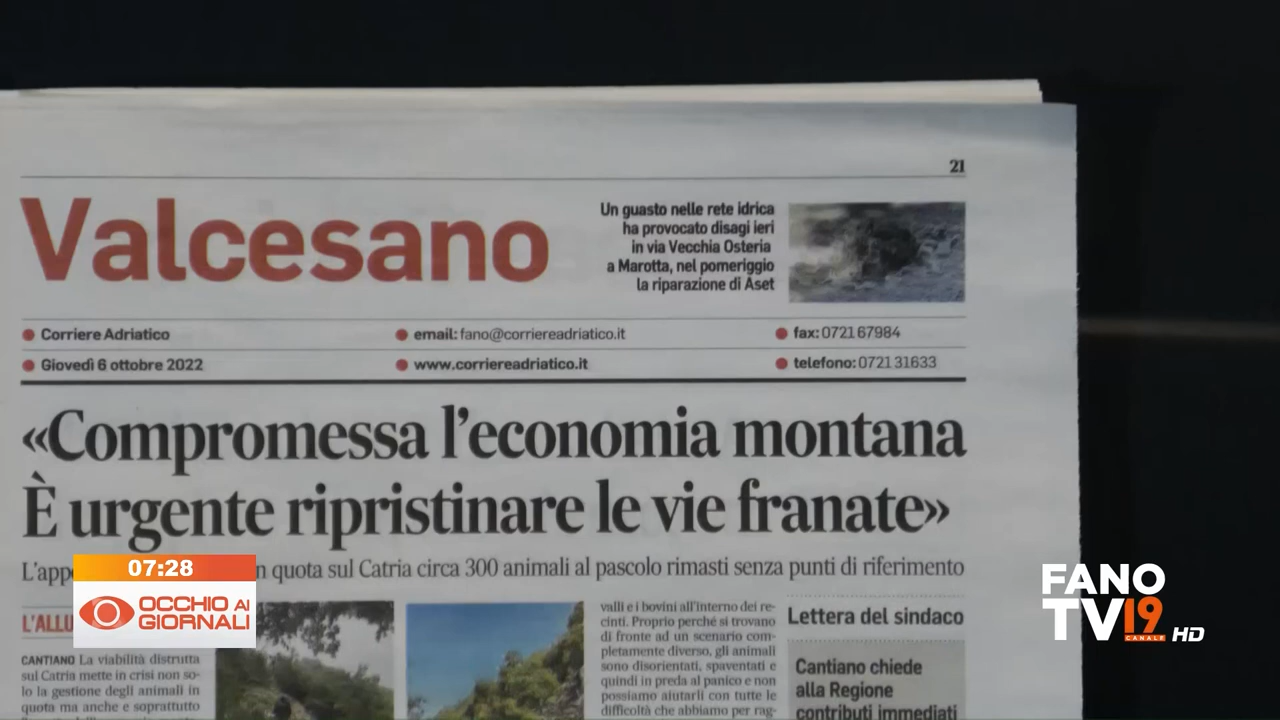 21
Valcesano
Un guasto nelle rete idrica
ha provocato disagi ieri
in via Vecchia Osteria
a Marotta, nel pomeriggio
la riparazione di Aset
Corriere Adriatico
email: fano@corriereadriatico.it
fax: 0721 67984
Giovedì 6 ottobre 2022
www.corriereadriatico.it
telefono: 0721 31633
«Compromessa l'economia montana
È urgente ripristinare le vie franate»
L'app
n quota sul Catria circa 300 animali al pascolo rimasti senza punti di riferimento
L'ALLU
CANTIANO La viabilità distrutta
sul Catria mette in crisi non so-
lo la gestione degli animali in
quota ma anche e soprattutto
valli e i bovini all'interno dei re-
cinti. Proprio perché si trovano
di fronte ad un scenario com-
pletamente diverso, gli animali
sono disorientati, spaventati e
quindi in preda al panico e non
possiamo aiutarli con tutte le
difficoltà che abbiamo per rag-
Lettera del sindaco
Cantiano chiede
alla Regione
contributi immediati
07:28
OCCHIO AI
GIORNALI
FANO
TV19
CANALE
HD